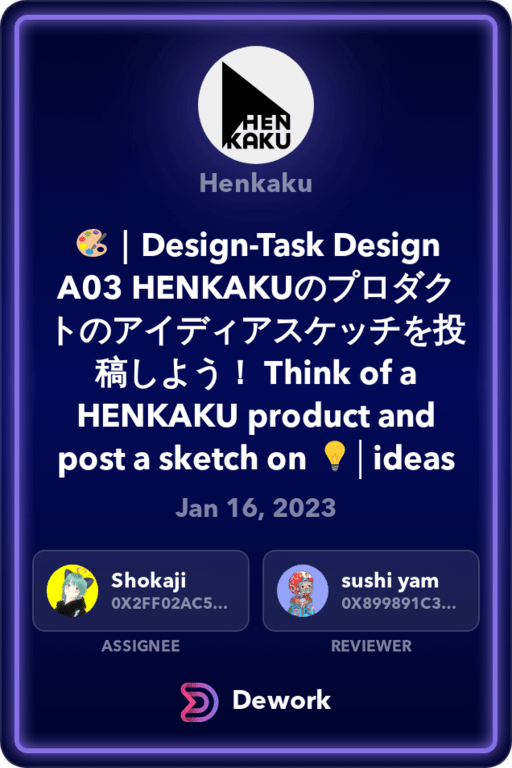 HEN
KAKU
Henkaku
🎨 | Design-Task Design
A03 HENKAKUのプロダク
トのアイディアスケッチを投
稿しよう！ Think of a
HENKAKU product and
post a sketch on 💡│ideas
Jan 16, 2023
Shokaji
0X2FF02AC5...
sushi yam
0X899891C3...
ASSIGNEE
REVIEWER
Dework